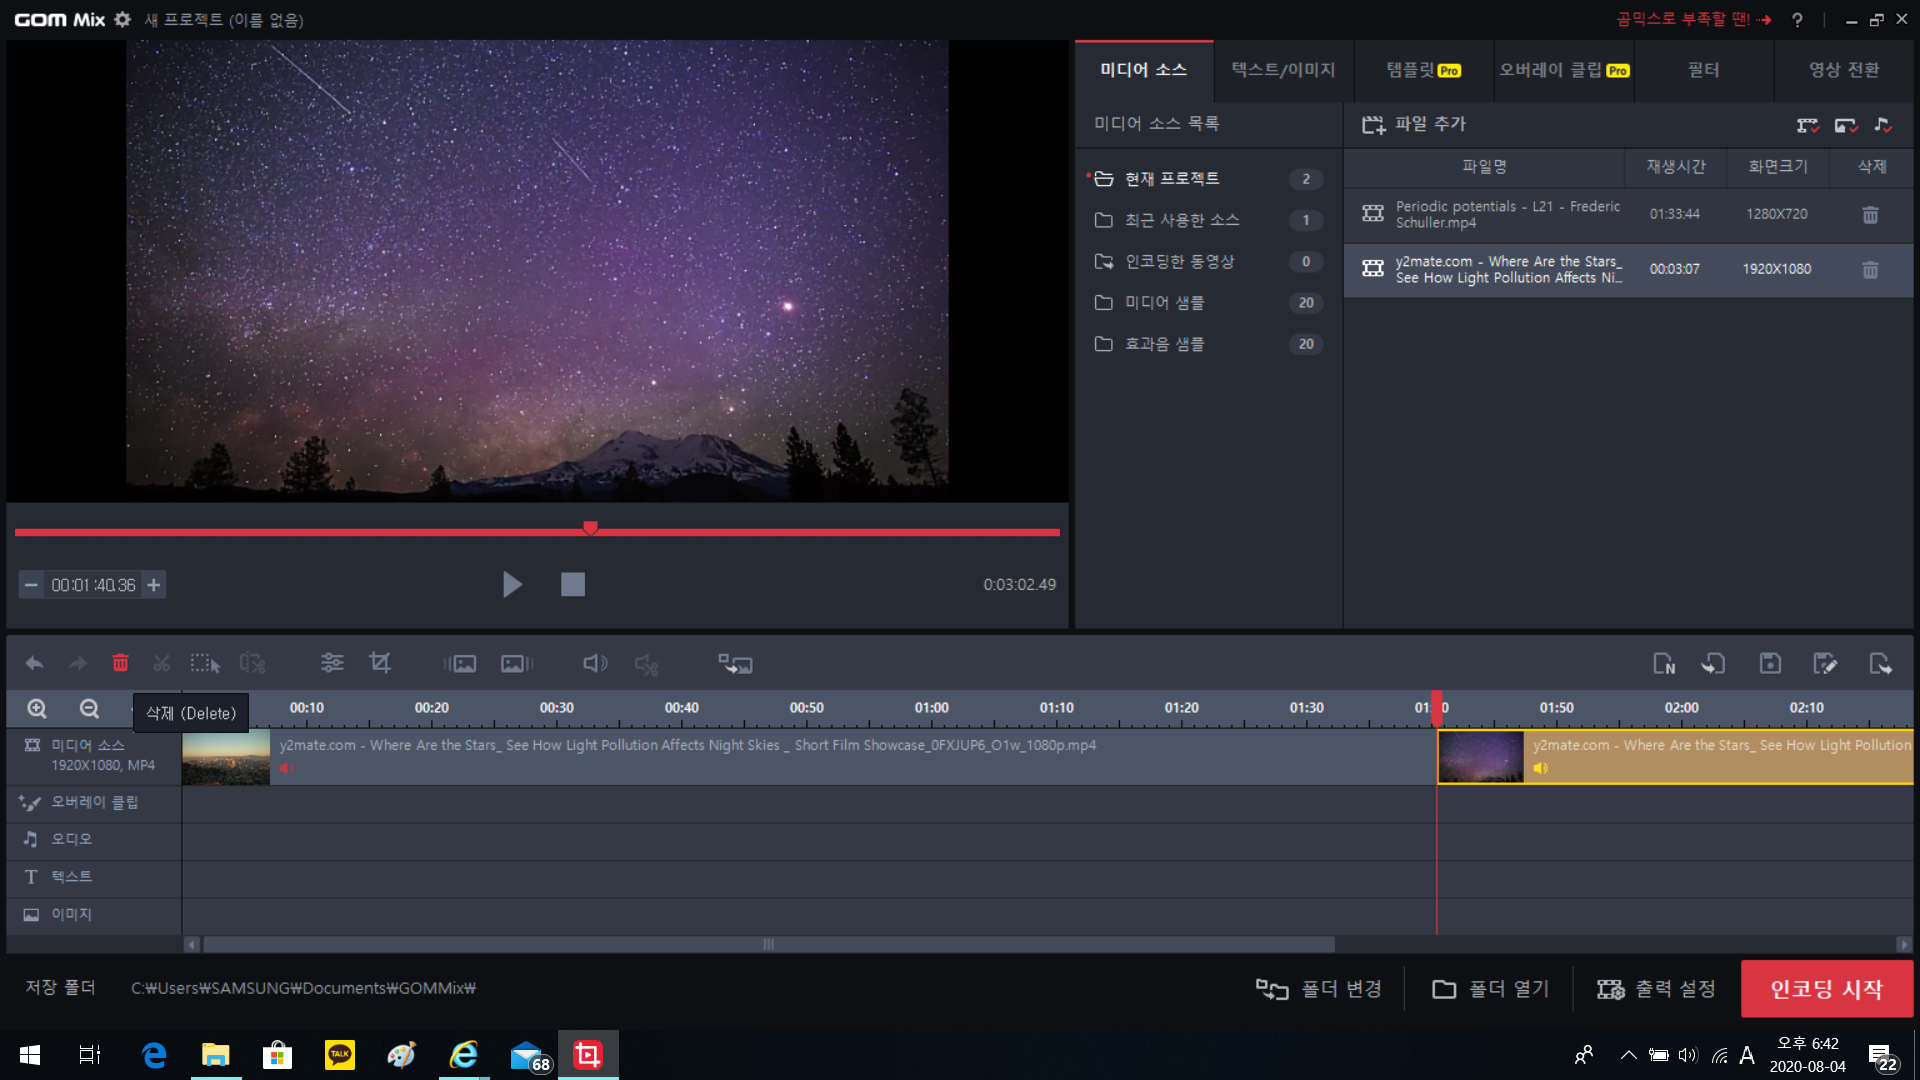 GOM Mix 새 프로젝트 (이름 없음)
곰믹스로 부족할 땐! ?
미디어 소스 텍스트/이미지 템플릿 Pro 오버레이 클립 Pro 필터 영상 전환
미디어 소스 목록
파일 추가
현재 프로젝트 2
최근 사용한 소스 1
인코딩한 동영상 0
미디어 샘플 20
효과음 샘플 20
파일명 재생시간 화면크기 삭제
Periodic potentials - L21 - Frederic
Schuller.mp4
01:33:44 1280X720
y2mate.com - Where Are the Stars_
See How Light Pollution Affects Ni...
00:03:07 1920X1080
00:01:40.36
0:03:02.49
N
삭제 (Delete)
00:10 00:20 00:30 00:40 00:50 01:00 01:10 01:20 01:30 01:50 02:00 02:10
미디어 소스
1920X1080, MP4
y2mate.com - Where Are the Stars_ See How Light Pollution Affects Night Skies _ Short Film Showcase_0FXJUP6_O1w_1080p.mp4
y2mate.com - Where Are the Stars_ See How Light Pollution
오버레이 클립
오디오
T 텍스트
이미지
저장 폴더 C:₩Users₩SAMSUNG₩Documents₩GOMMix₩
폴더 변경 폴더 열기 출력 설정 인코딩 시작
TALK
68
A
오후 6:42
2020-08-04
22